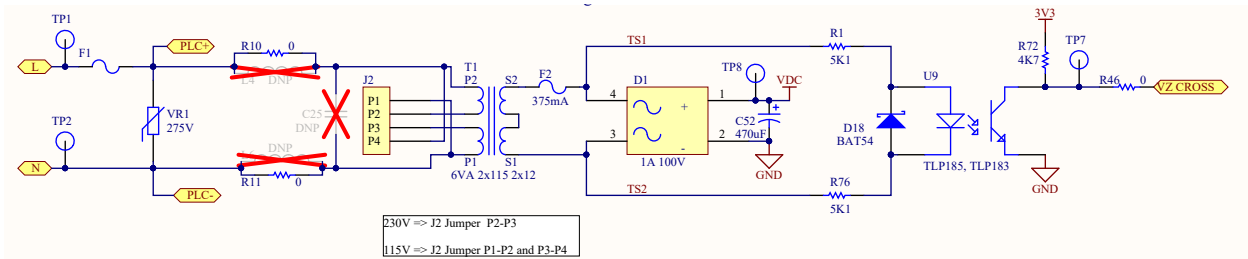 TP1
L
F1
PLC+
R10
0
L4
DNP
TP2
N
VR1
275V
PLC-
DNP
R11
0
C25
DNP
J2
P1
P2
P3
P4
T1
P2
P1
S2
S1
6VA 2x115 2x12
F2
375mA
TS1
TS2
D1
4
3
+
-
1
2
1A 100V
TP8
VDC
C52
+
470uF
GND
R1
5K1
R76
5K1
D18
BAT54
U9
TLP185, TLP183
3V3
R72
4K7
TP7
R46
0
VZ CROSS
GND
230V => J2 Jumper  P2-P3
115V => J2 Jumper P1-P2 and P3-P4